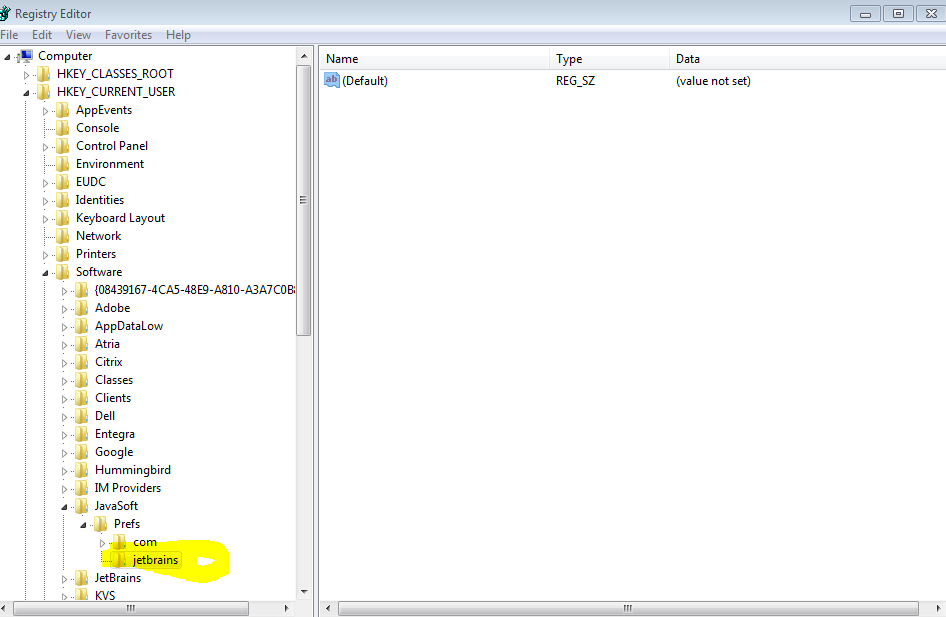 Registry Editor
File Edit View Favorites Help
Computer
HKEY_CLASSES_ROOT
HKEY_CURRENT_USER
AppEvents
Console
Control Panel
Environment
EUDC
Identities
Keyboard Layout
Network
Printers
Software
{08439167-4CA5-48E9-A810-A3A7C0B8
Adobe
AppDataLow
Atria
Citrix
Classes
Clients
Dell
Entegra
Google
Hummingbird
IM Providers
JavaSoft
Prefs
com
jetbrains
JetBrains
KVS
Name Type Data
ab (Default) REG_SZ (value not set)